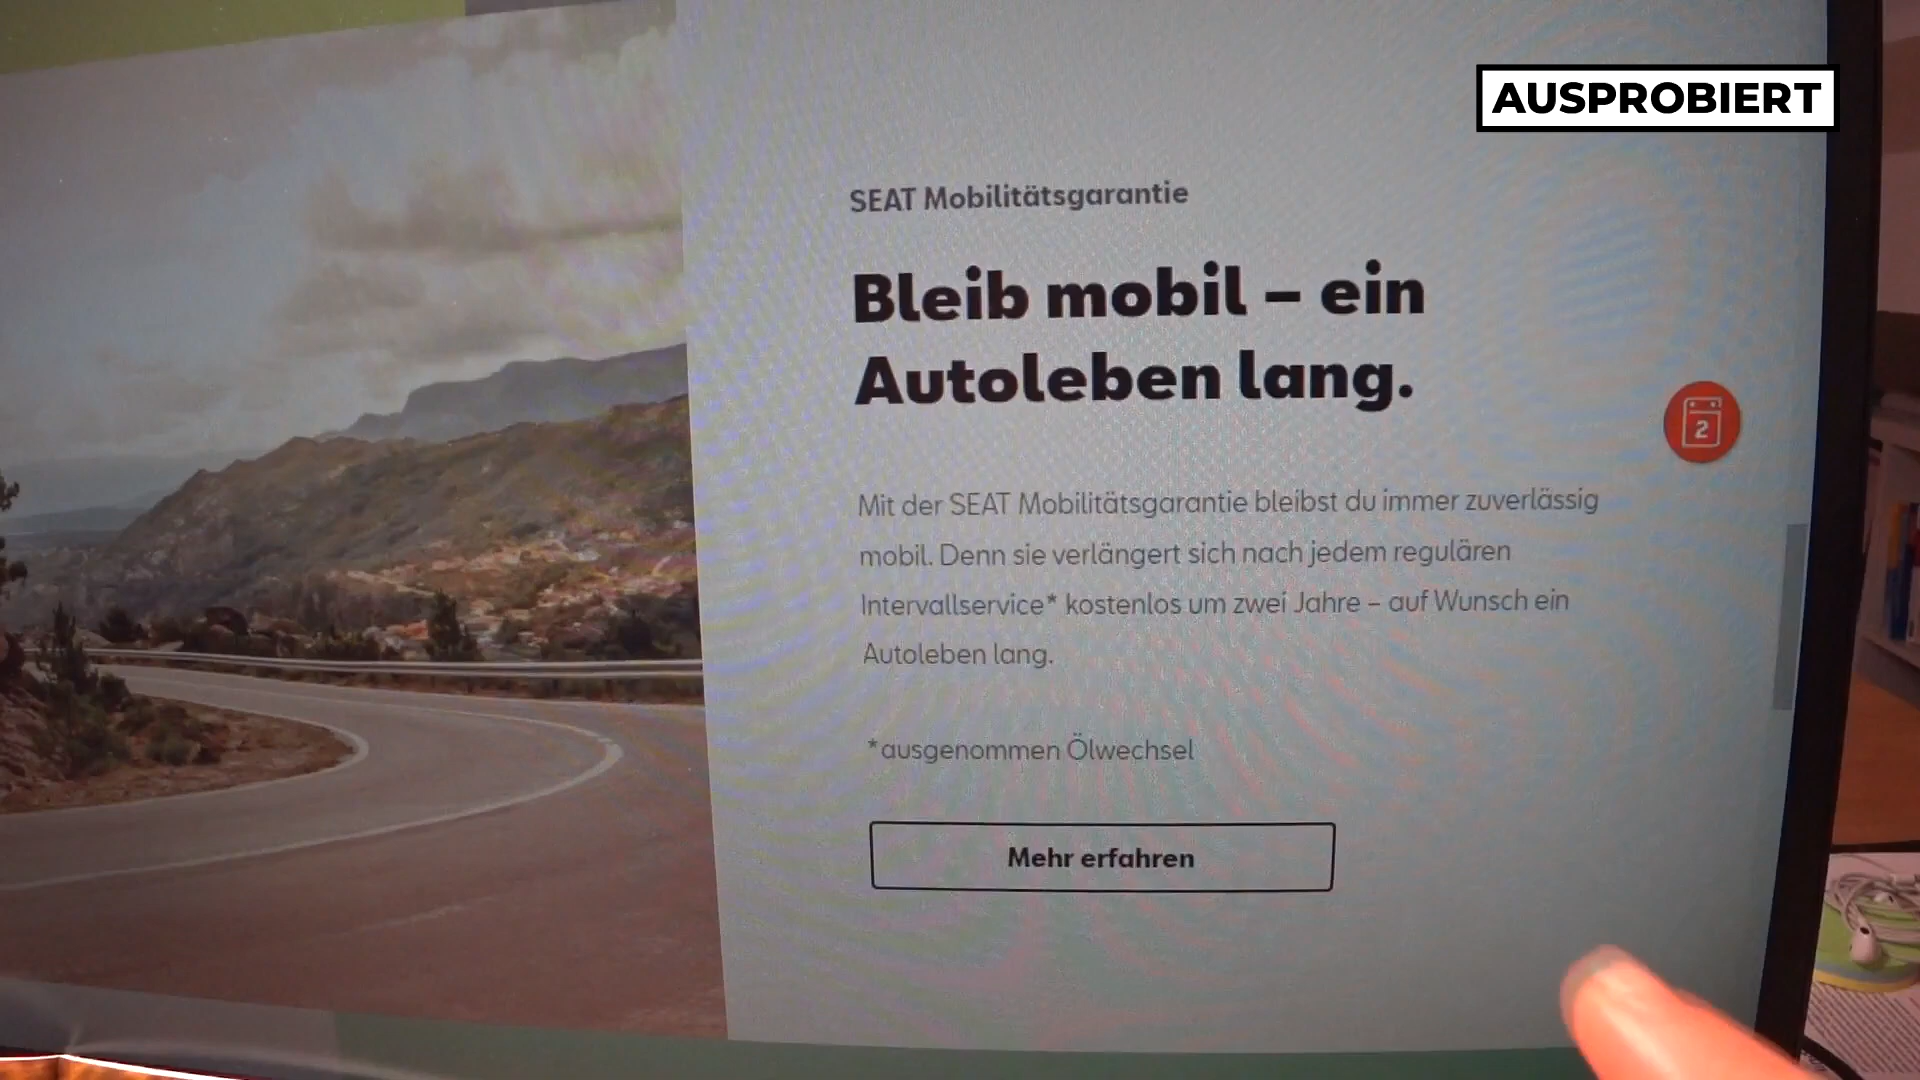 AUSPROBIERT
SEAT Mobilitätsgarantie
Bleib mobil – ein
Autoleben lang.
2
Mit der SEAT Mobilitätsgarantie bleibst du immer zuverlässig
mobil. Denn sie verlängert sich nach jedem regulären
Intervallservice* kostenlos um zwei Jahre – auf Wunsch ein
Autoleben lang.
*ausgenommen Ölwechsel
Mehr erfahren